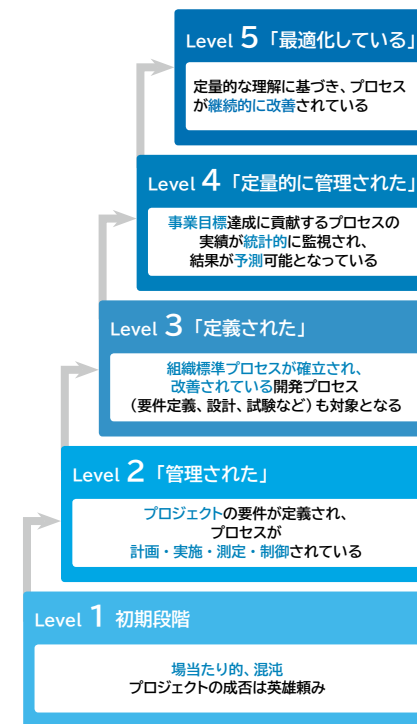 Level 5「最適化している」
定量的な理解に基づき、プロセス
が継続的に改善されている
Level 4「定量的に管理された」
事業目標達成に貢献するプロセスの
実績が統計的に監視され、
結果が予測可能となっている
Level 3「定義された」
組織標準プロセスが確立され、
改善されている開発プロセス
(要件定義、設計、試験など)も対象となる
Level 2「管理された」
プロジェクトの要件が定義され、
プロセスが
計画・実施・測定・制御されている
Level 1 初期段階
場当たり的、混沌
プロジェクトの成否は英雄頼み